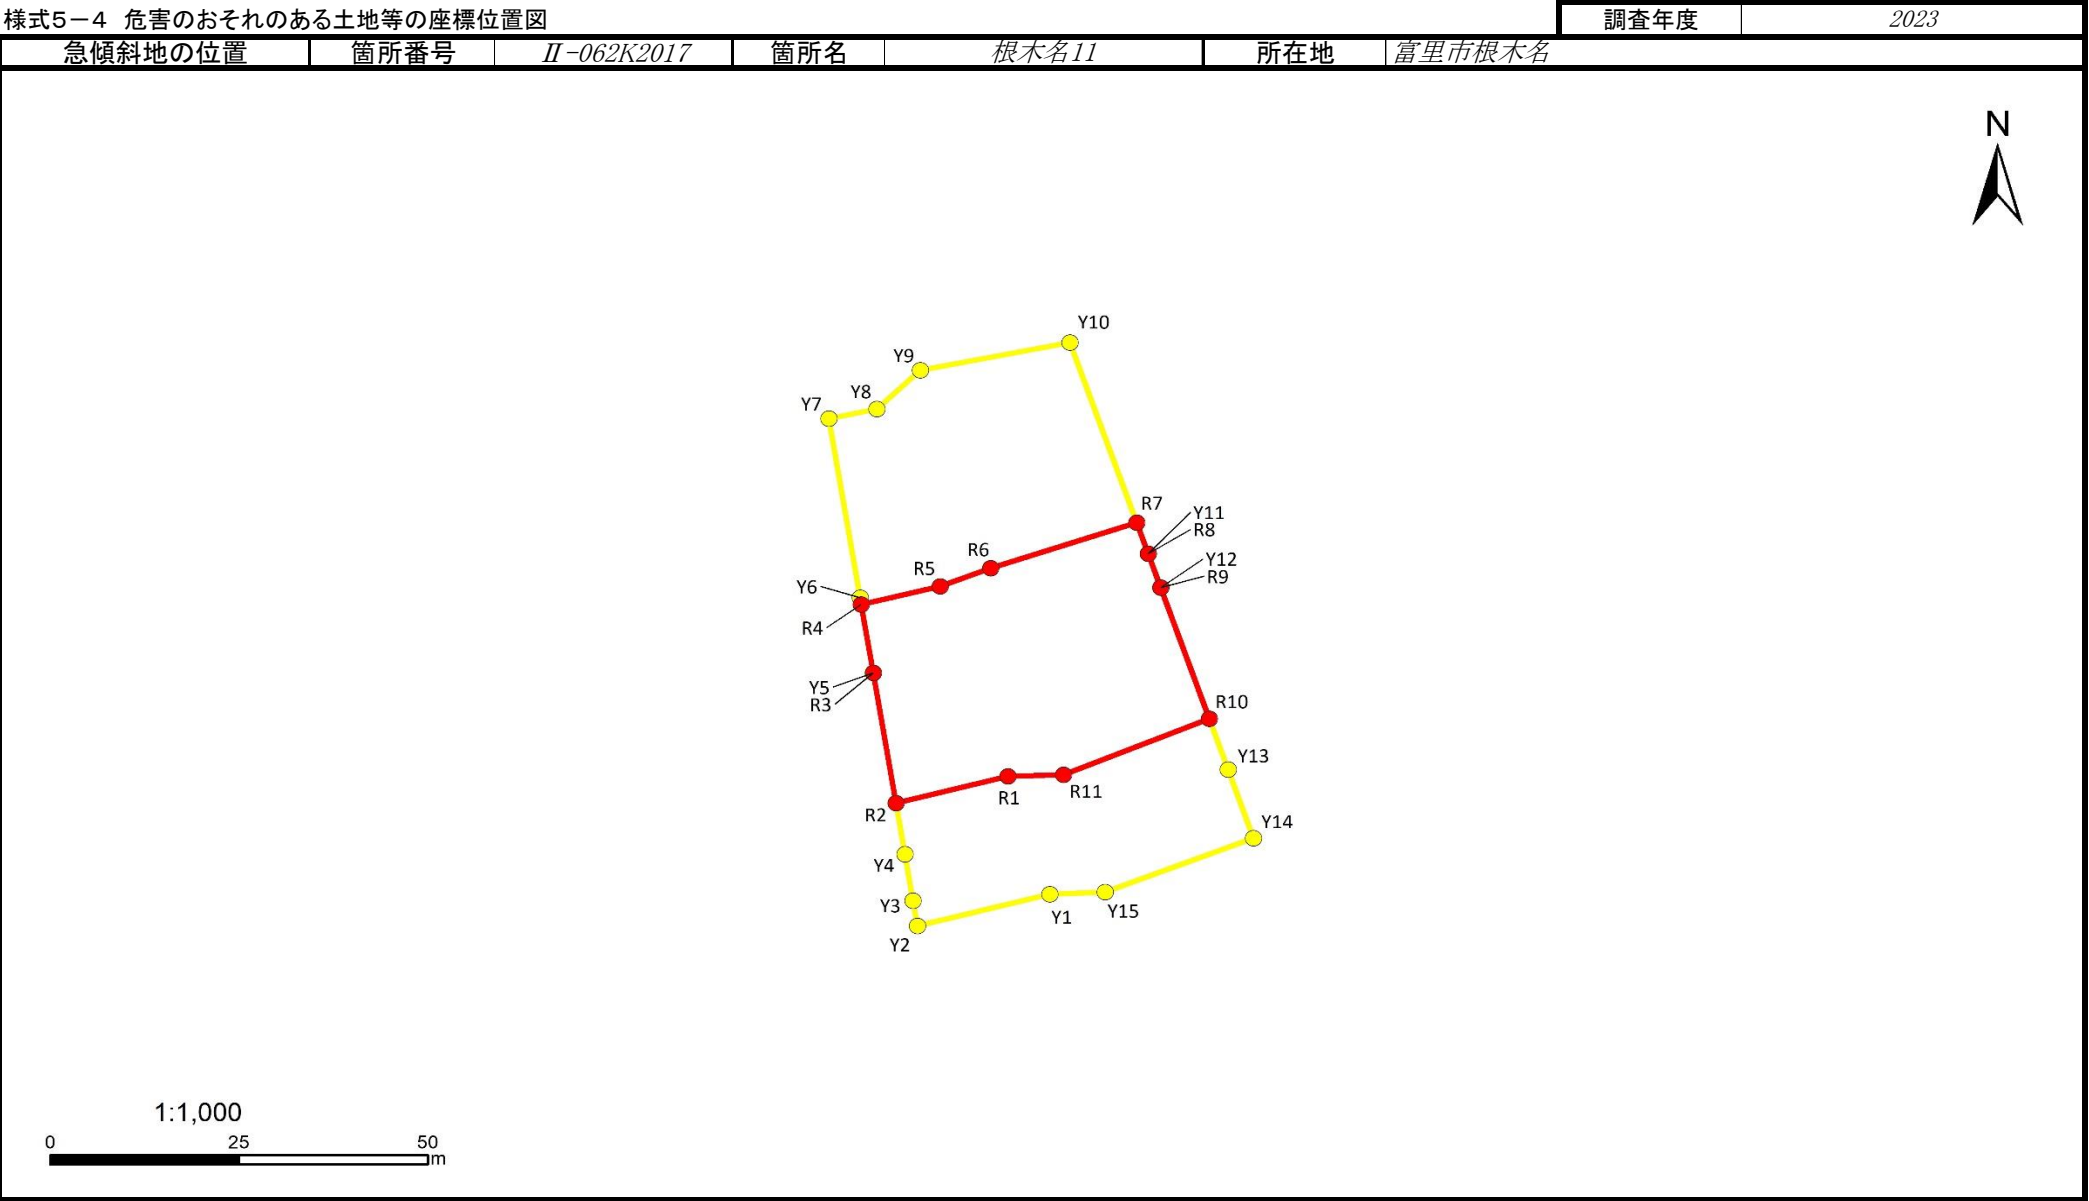 様式5－4 危害のおそれのある土地等の座標位置図
調査年度 2023
急傾斜地の位置 箇所番号 Ⅱ-062K2017 箇所名 根木名11 所在地 富里市根木名
N
Y10
Y9
Y8
Y7
R7
Y11
R8
R6
Y12
R5
R9
Y6
R4
Y5
R3
R10
Y13
R1
R11
R2
Y14
Y4
Y3
Y15
Y1
Y2
1:1,000
0 25 50
m